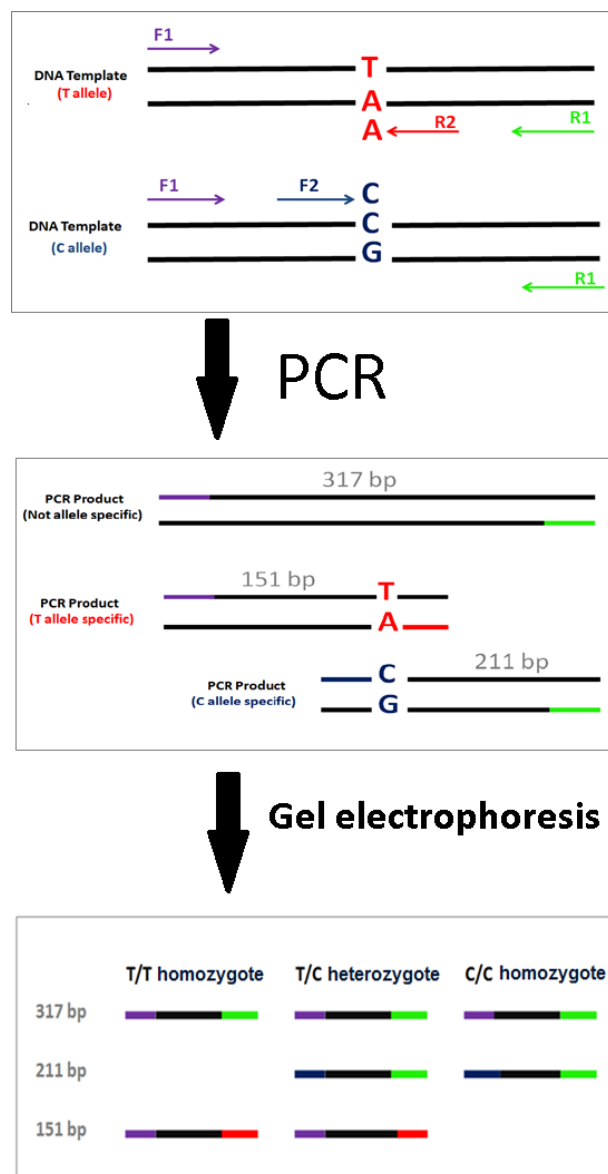 F1
DNA Template
(T allele)
T
A
A
R2
R1
F1
F2
C
DNA Template
(C allele)
C
G
R1
PCR
317 bp
PCR Product
(Not allele specific)
151 bp
PCR Product
(T allele specific)
T
A
211 bp
PCR Product
(C allele specific)
C
G
Gel electrophoresis
T/T homozygote T/C heterozygote C/C homozygote
317 bp
211 bp
151 bp